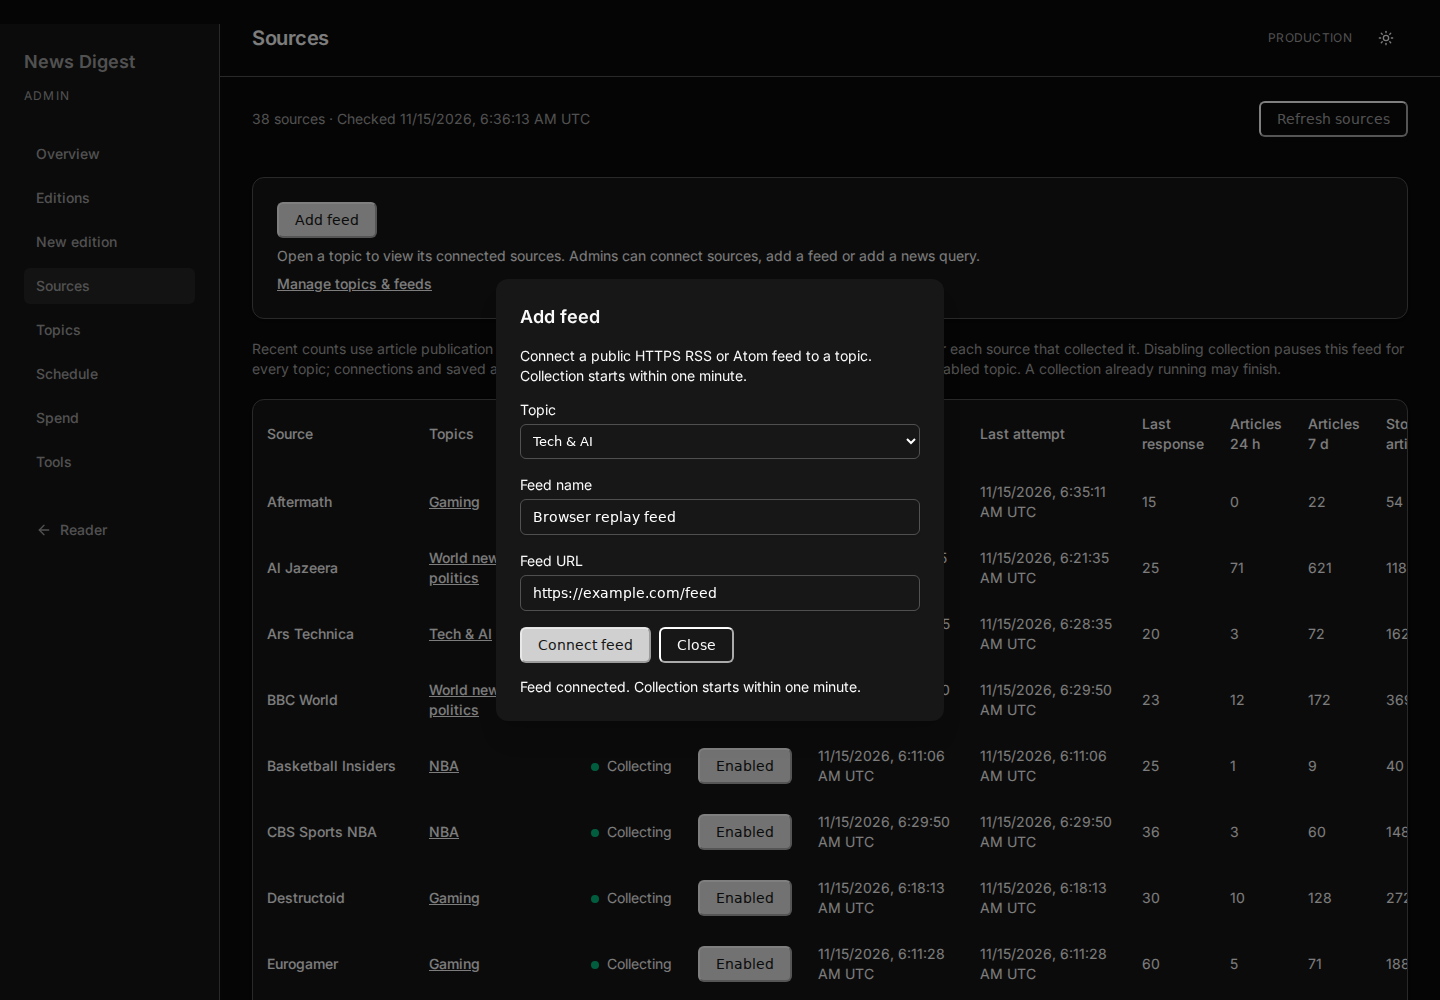 News Digest
ADMIN
Overview
Editions
New edition
Sources
Topics
Schedule
Spend
Tools
Reader
Sources
PRODUCTION
38 sources · Checked 11/15/2026, 6:36:13 AM UTC
Refresh sources
Add feed
Open a topic to view its connected sources. Admins can connect sources, add a feed or add a news query.
Manage topics & feeds
Recent counts use article publication
each source that collected it. Disabling collection pauses this feed for
every topic; connections and saved
topic. A collection already running may finish.
Add feed
Connect a public HTTPS RSS or Atom feed to a topic.
Collection starts within one minute.
Topic
Tech & AI
Feed name
Browser replay feed
Feed URL
https://example.com/feed
Connect feed
Close
Feed connected. Collection starts within one minute.
Source Topics Last attempt Last response Articles 24 h Articles 7 d
Aftermath Gaming 11/15/2026, 6:35:11 AM UTC 15 0 22 54
Al Jazeera World politics 11/15/2026, 6:21:35 AM UTC 25 71 621 118
Ars Technica Tech & AI 11/15/2026, 6:28:35 AM UTC 20 3 72 162
BBC World World politics 11/15/2026, 6:29:50 AM UTC 23 12 172 369
Basketball Insiders NBA Collecting Enabled 11/15/2026, 6:11:06 AM UTC 11/15/2026, 6:11:06 AM UTC 25 1 9 40
CBS Sports NBA NBA Collecting Enabled 11/15/2026, 6:29:50 AM UTC 11/15/2026, 6:29:50 AM UTC 36 3 60 148
Destructoid Gaming Collecting Enabled 11/15/2026, 6:18:13 AM UTC 11/15/2026, 6:18:13 AM UTC 30 10 128 272
Eurogamer Gaming Collecting Enabled 11/15/2026, 6:11:28 AM UTC 11/15/2026, 6:11:28 AM UTC 60 5 71 188